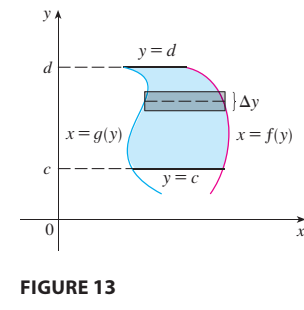 y
y=d
d
Δy
x=g(y)
x=f(y)
c
y=c
0
x
FIGURE 13